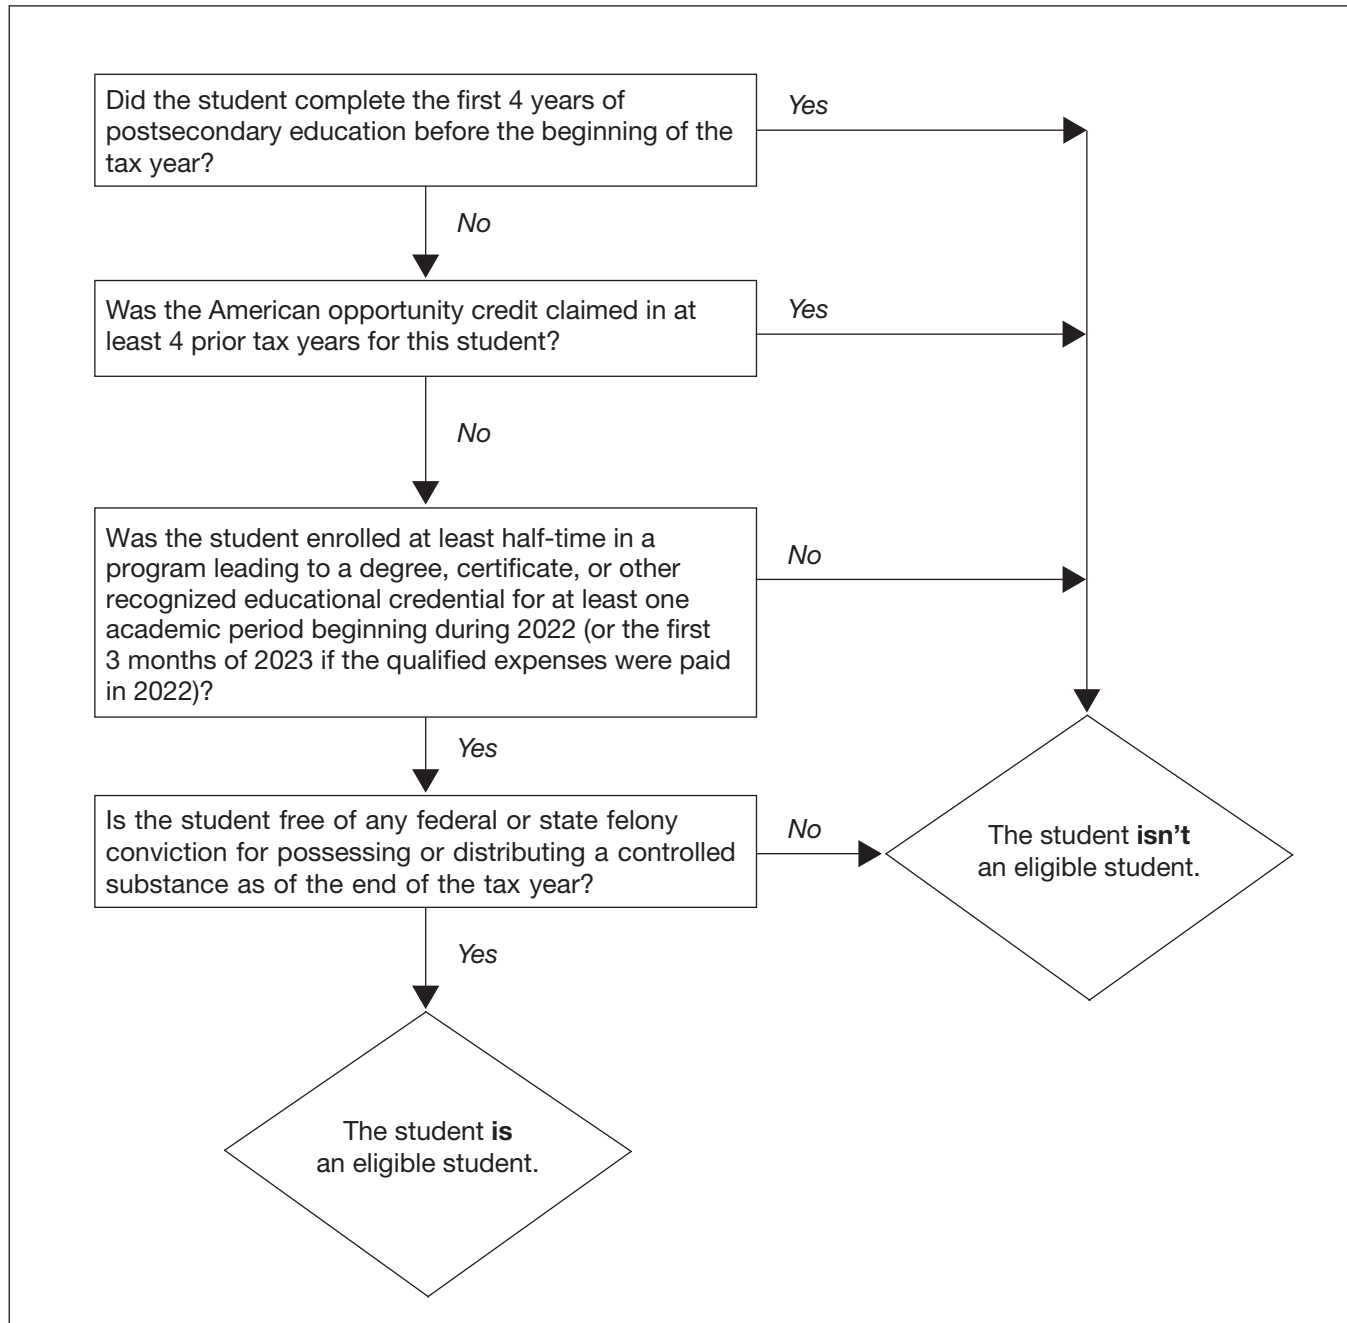 Did the student complete the first 4 years of
postsecondary education before the beginning of the
tax year?
Yes
No
Was the American opportunity credit claimed in at
least 4 prior tax years for this student?
Yes
No
Was the student enrolled at least half-time in a
program leading to a degree, certificate, or other
recognized educational credential for at least one
academic period beginning during 2022 (or the first
3 months of 2023 if the qualified expenses were paid
in 2022)?
No
Yes
Is the student free of any federal or state felony
conviction for possessing or distributing a controlled
substance as of the end of the tax year?
No
The student isn't
an eligible student.
Yes
The student is
an eligible student.